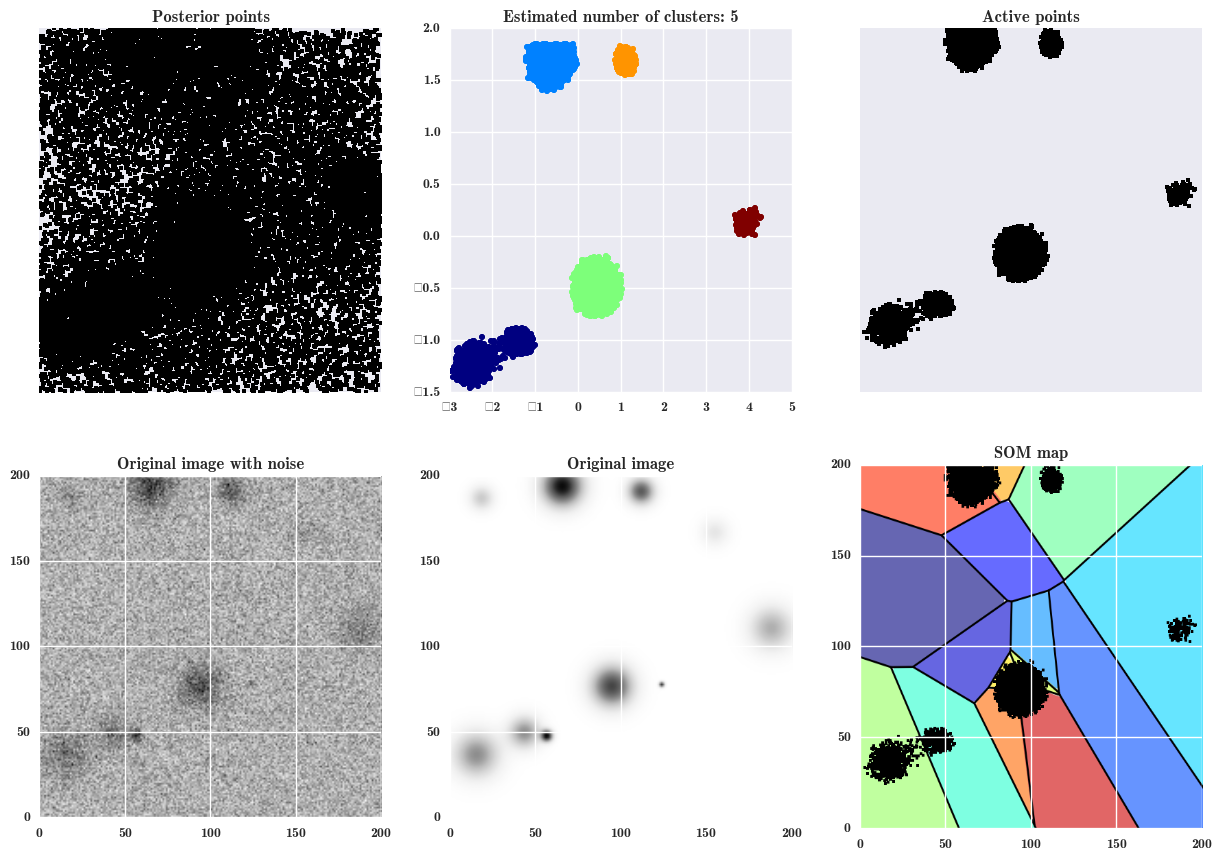 Posterior points
Estimated number of clusters: 5
Active points
2.0
1.5
1.0
0.5
0.0
□0.5
□1.0
□1.5
□3 □2 □1 0 1 2 3 4 5
Original image with noise
Original image
SOM map
200
150
100
50
0
0 50 100 150 200
200
150
100
50
0
0 50 100 150 200
200
150
100
50
0
0 50 100 150 200